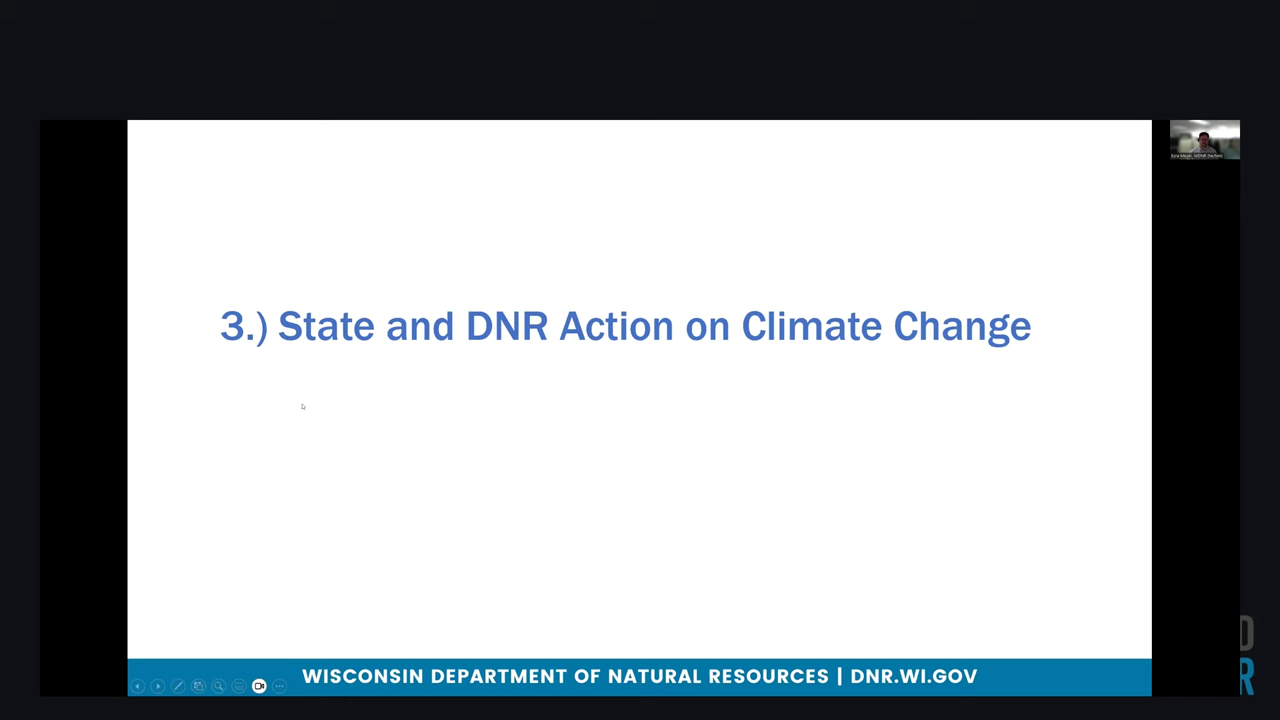 3.) State and DNR Action on Climate Change
WISCONSIN DEPARTMENT OF NATURAL RESOURCES | DNR.WI.GOV